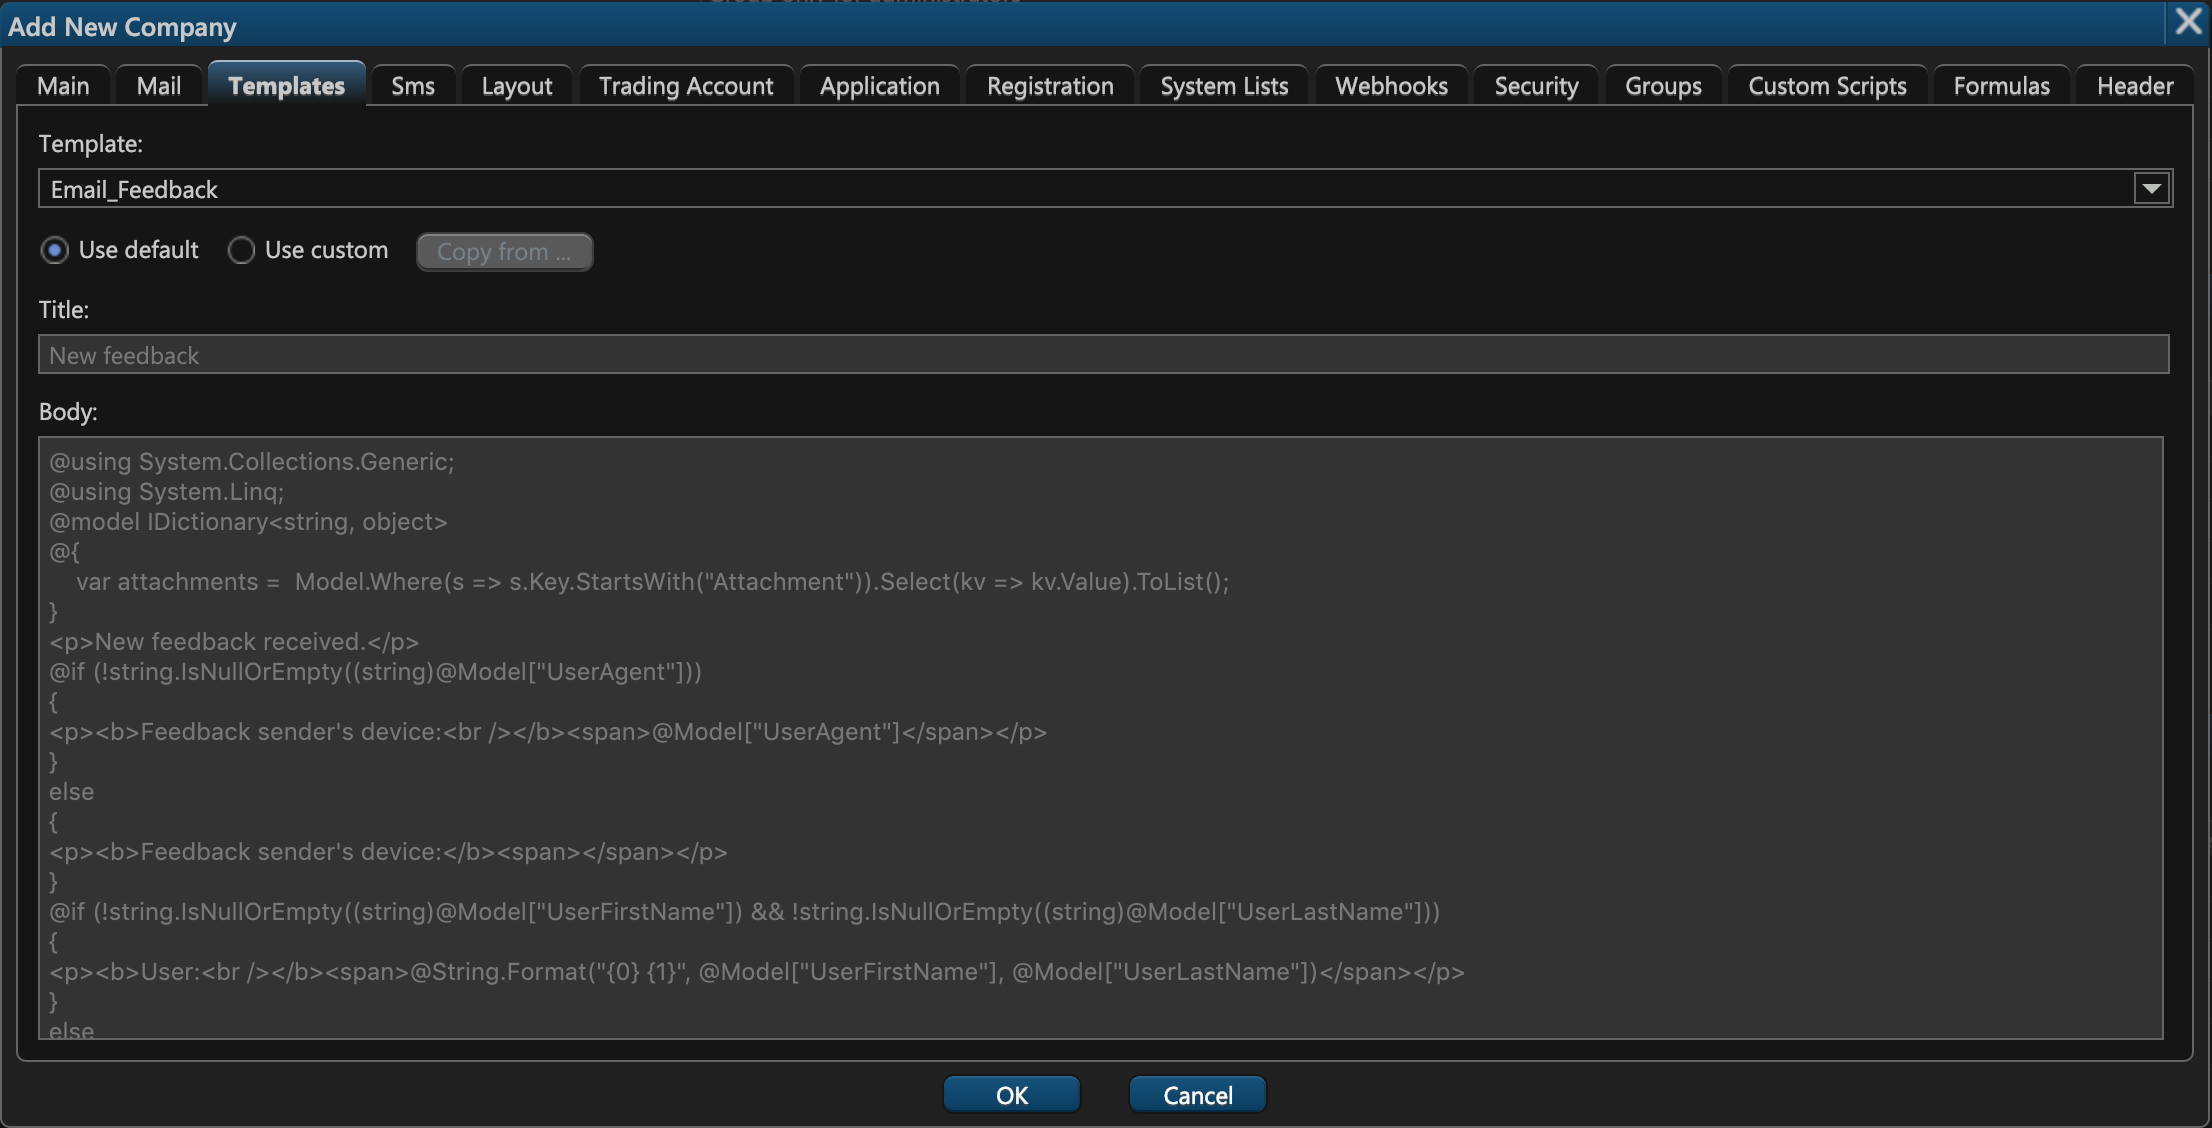 Add New Company
Main Mail Templates Sms Layout Trading Account Application Registration System Lists Webhooks Security Groups Custom Scripts Formulas Header
Template:
Email_Feedback
Use default Use custom Copy from ...
Title:
New feedback
Body:
@using System.Collections.Generic;
@using System.Linq;
@model IDictionary<string, object>
@{
    var attachments =  Model.Where(s => s.Key.StartsWith("Attachment")).Select(kv => kv.Value).ToList();
}
<p>New feedback received.</p>
@if (!string.IsNullOrEmpty((string)@Model["UserAgent"]))
{
<p><b>Feedback sender's device:<br /></b><span>@Model["UserAgent"]</span></p>
}
else
{
<p><b>Feedback sender's device:</b><span></span></p>
}
@if (!string.IsNullOrEmpty((string)@Model["UserFirstName"]) && !string.IsNullOrEmpty((string)@Model["UserLastName"]))
{
<p><b>User:<br /></b><span>@String.Format("{0} {1}", @Model["UserFirstName"], @Model["UserLastName"])</span></p>
}
else
OK Cancel